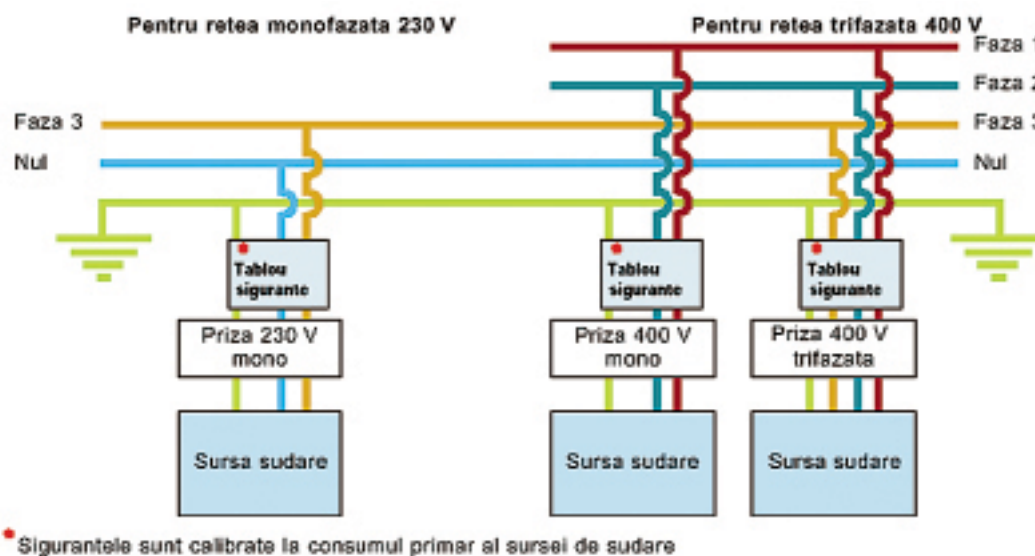 Pentru retea monofazata 230 V
Pentru retea trifazata 400 V
Faza 1
Faza 2
Faza 3
Faza 3
Nul
Nul
Tablou
sigurante
Tablou
sigurante
Tablou
sigurante
Priza 230 V
mono
Priza 400 V
mono
Priza 400 V
trifazata
Sursa sudare
Sursa sudare
Sursa sudare
* Sigurantele sunt calibrate la consumul primar al sursei de sudare